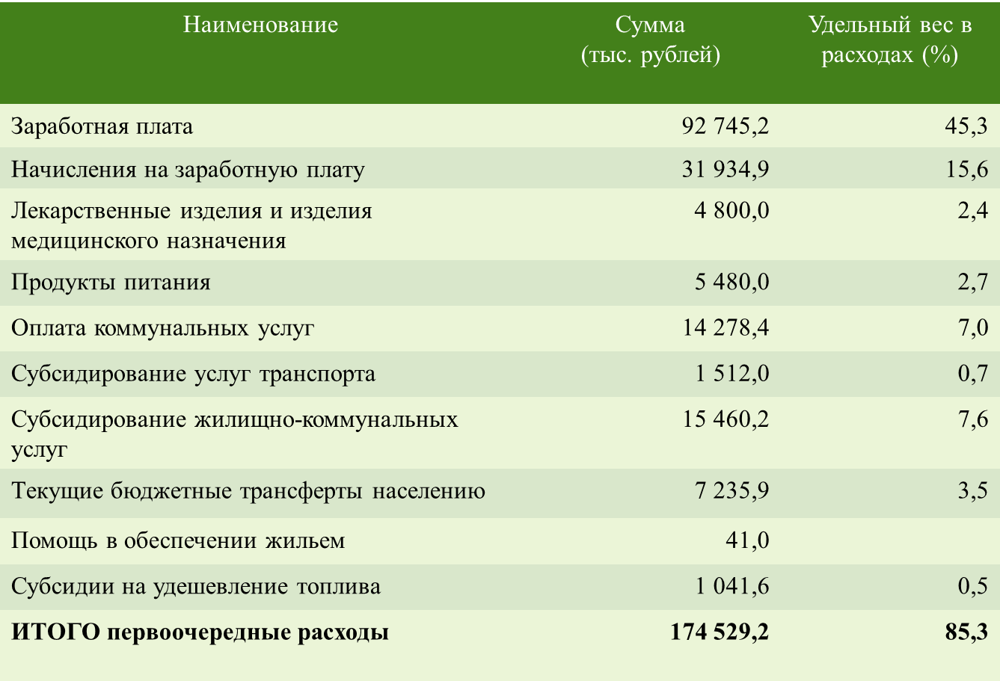 Наименование
Сумма
(тыс. рублей)
Удельный вес в
расходах (%)
Заработная плата 92 745,2 45,3
Начисления на заработную плату 31 934,9 15,6
Лекарственные изделия и изделия
медицинского назначения
4 800,0 2,4
Продукты питания 5 480,0 2,7
Оплата коммунальных услуг 14 278,4 7,0
Субсидирование услуг транспорта 1 512,0 0,7
Субсидирование жилищно-коммунальных
услуг
15 460,2 7,6
Текущие бюджетные трансферты населению 7 235,9 3,5
Помощь в обеспечении жильем 41,0
Субсидии на удешевление топлива 1 041,6 0,5
ИТОГО первоочередные расходы 174 529,2 85,3